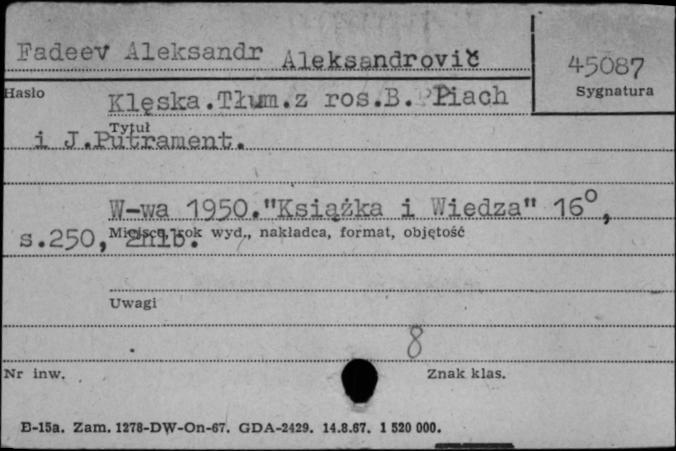 Fadeev Aleksandr Aleksandrovič
45087
Sygnatura
Hasło
Klęska.Tłum.z ros.B. Piach
Tytuł
i J.Putrament.
W-wa 1950."Książka i Wiedza" 16°,
Miejsce, rok wyd., nakładca, format, objętość
s.250, 2nlb.
Uwagi
8
Nr inw.
Znak klas.
B-15a. Zam. 1278-DW-On-67. GDA-2429. 14.8.67. 1 520 000.